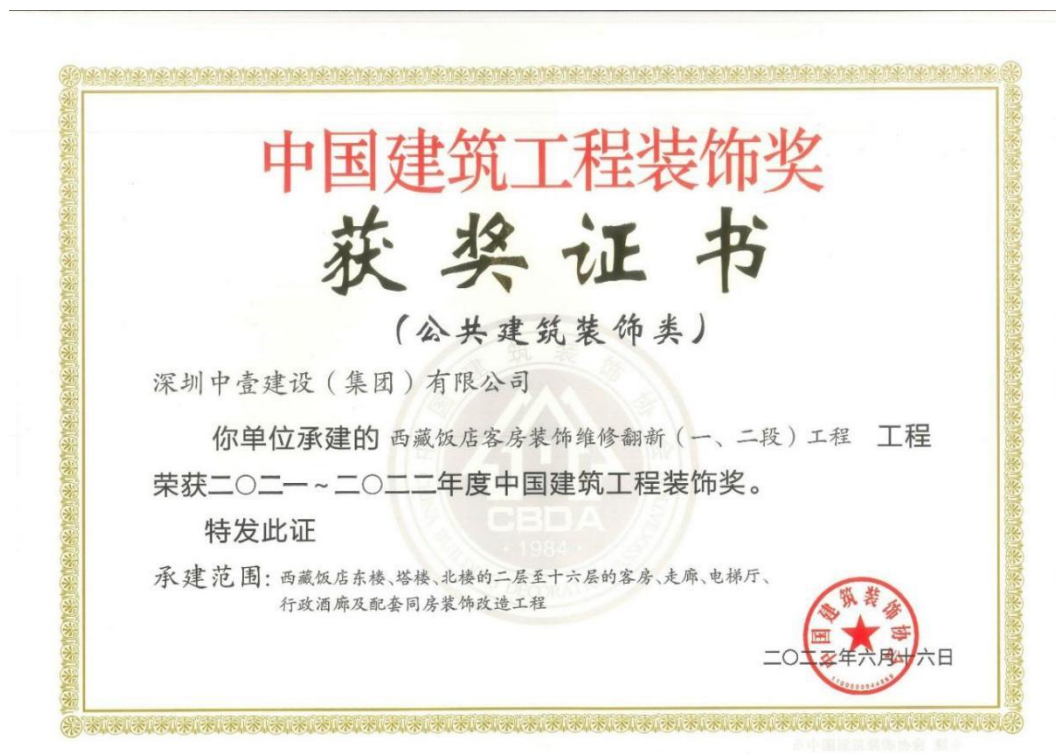 中国建筑工程装饰奖
获奖证书
(公共建筑装饰类)
深圳中壹建设(集团)有限公司
你单位承建的 西藏饭店客房装饰维修翻新(一、二段)工程 工程
荣获二〇二一~二〇二二年度中国建筑工程装饰奖。
特发此证
CBDA
·1984·
承建范围:西藏饭店东楼、塔楼、北楼的二层至十六层的客房、走廊、电梯厅、
行政酒廊及配套同房装饰改造工程
中国建筑装饰协会
六月十六日